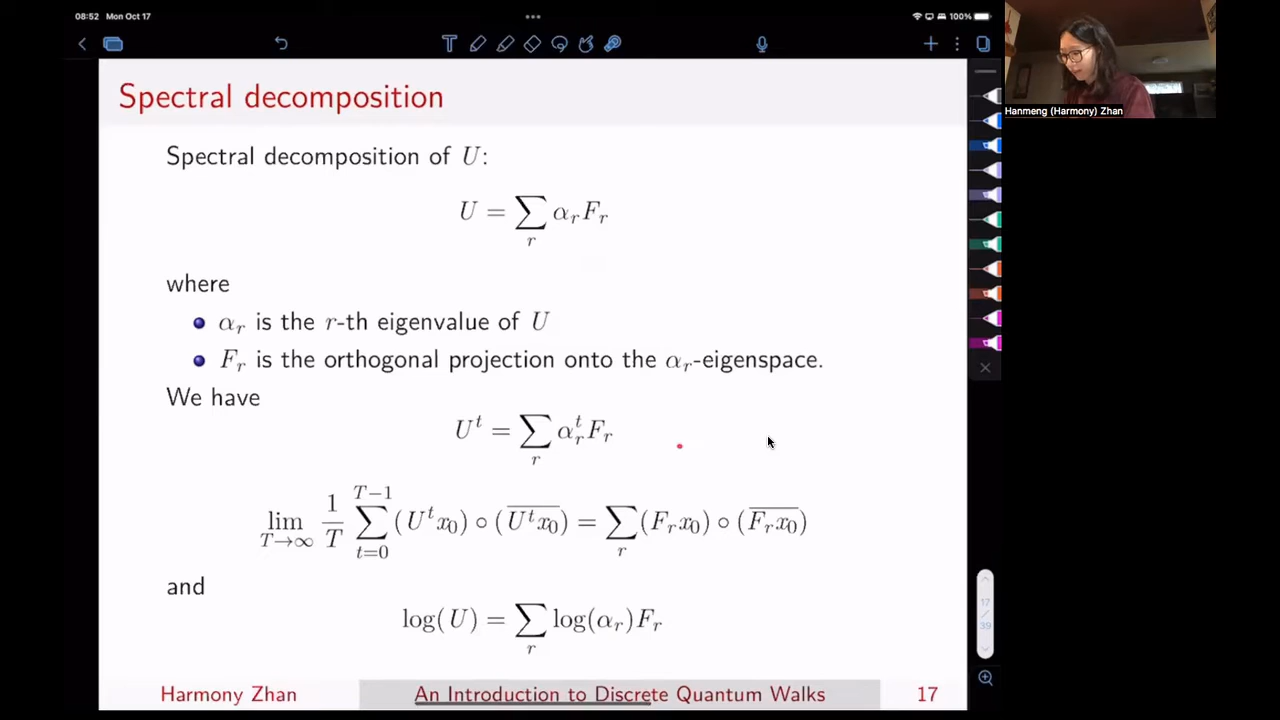 08:52 Mon Oct 17
100%
Hanmeng (Harmony) Zhan
Spectral decomposition
Spectral decomposition of U:
U = ∑_r α_r F_r
where
α_r is the r-th eigenvalue of U
F_r is the orthogonal projection onto the α_r-eigenspace.
We have
U^t = ∑_r α_r^t F_r
lim_{T→∞} 1/T ∑_{t=0}^{T−1} (U^t x_0) ∘ (\overline{U^t x_0}) = ∑_r (F_r x_0) ∘ (\overline{F_r x_0})
and
log(U) = ∑_r log(α_r) F_r
17
/
39
Harmony Zhan An Introduction to Discrete Quantum Walks 17